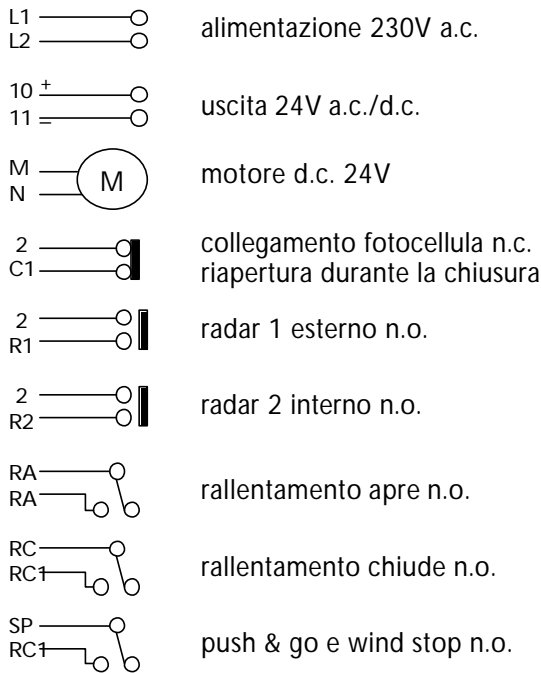 L1
L2
alimentazione 230V a.c.
10 +
11 –
uscita 24V a.c./d.c.
M
N
M
motore d.c. 24V
2
C1
collegamento fotocellula n.c.
riapertura durante la chiusura
2
R1
radar 1 esterno n.o.
2
R2
radar 2 interno n.o.
RA
RA
rallentamento apre n.o.
RC
RC1
rallentamento chiude n.o.
SP
RC1
push & go e wind stop n.o.